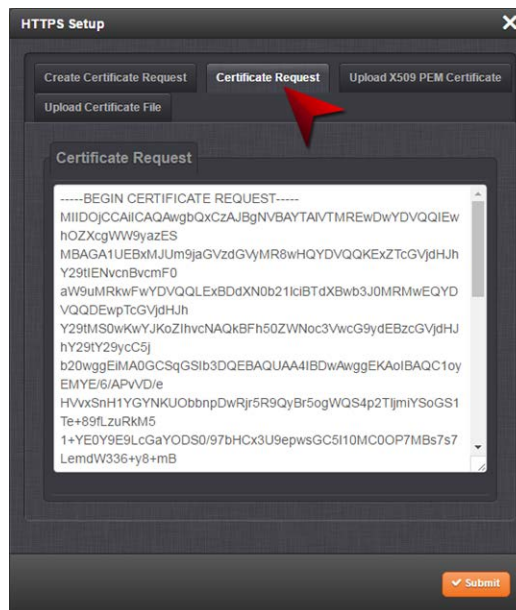 HTTPS Setup
Create Certificate Request
Certificate Request
Upload X509 PEM Certificate
Upload Certificate File
Certificate Request
-----BEGIN CERTIFICATE REQUEST-----
MIIDOjCCAiICAQAwgbQxCzAJBgNVBAYTAlVTMREwDwYDVQQIEw
hOZXcgWW9yazES
MBAGA1UEBxMJUm9jaGVzdGVyMR8wHQYDVQQKExZTcGVjdHJh
Y29tIENvcnBvcmF0
aW9uMRkwFwYDVQQLExBDdXN0b21lciBTdXBwb3J0MRMwEQYD
VQQDEwpTcGVjdHJh
Y29tMS0wKwYJKoZIhvcNAQkBFh50ZWNoc3VwcG9ydEBzcGVjdHJ
hY29tY29ycC5j
b20wggEiMA0GCSqGSIb3DQEBAQUAA4IBDwAwggEKAoIBAQC1oy
EMYE/6/APvVD/e
HVvxSnH1YGYNKUObbnpDwRjr5R9QyBr5ogWQS4p2TljmiYSoGS1
Te+89fLzuRkM5
1+YE0Y9E9LcGaYODS0/97bHCx3U9epwsGC5I10MC0OP7MBs7s7
LemdW336+y8+mB
Submit